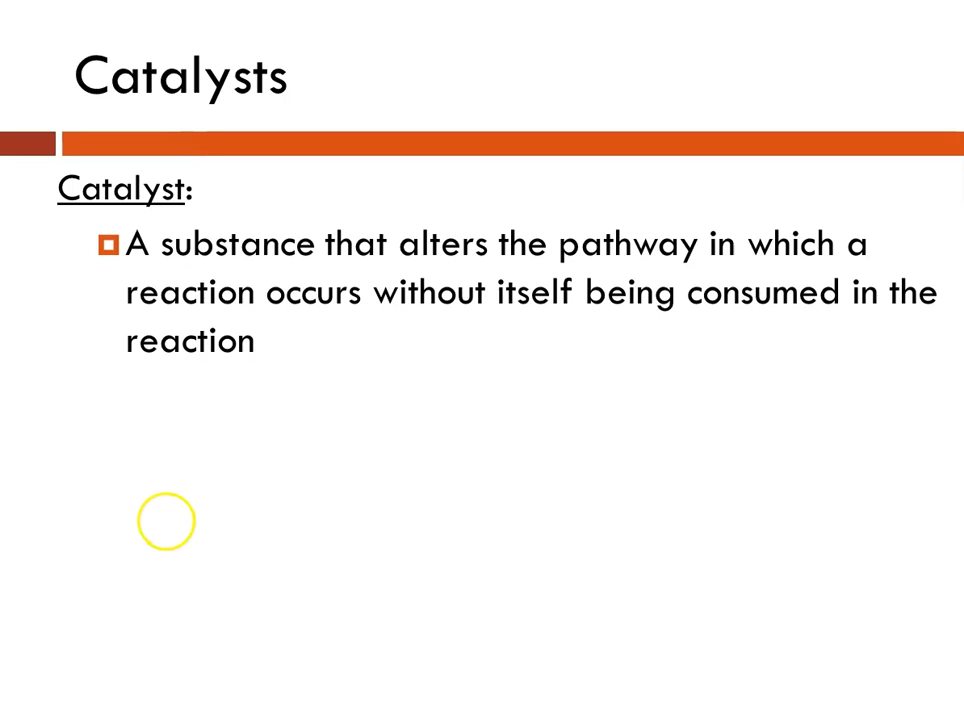 Catalysts
Catalyst:
A substance that alters the pathway in which a
reaction occurs without itself being consumed in the
reaction